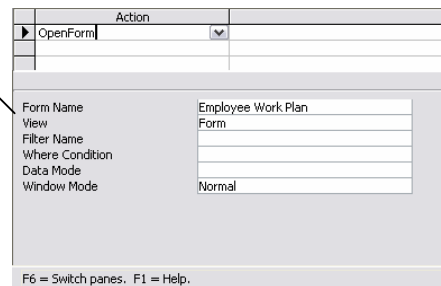 Action
OpenForm
Form Name Employee Work Plan
View Form
Filter Name
Where Condition
Data Mode
Window Mode Normal
F6 = Switch panes. F1 = Help.